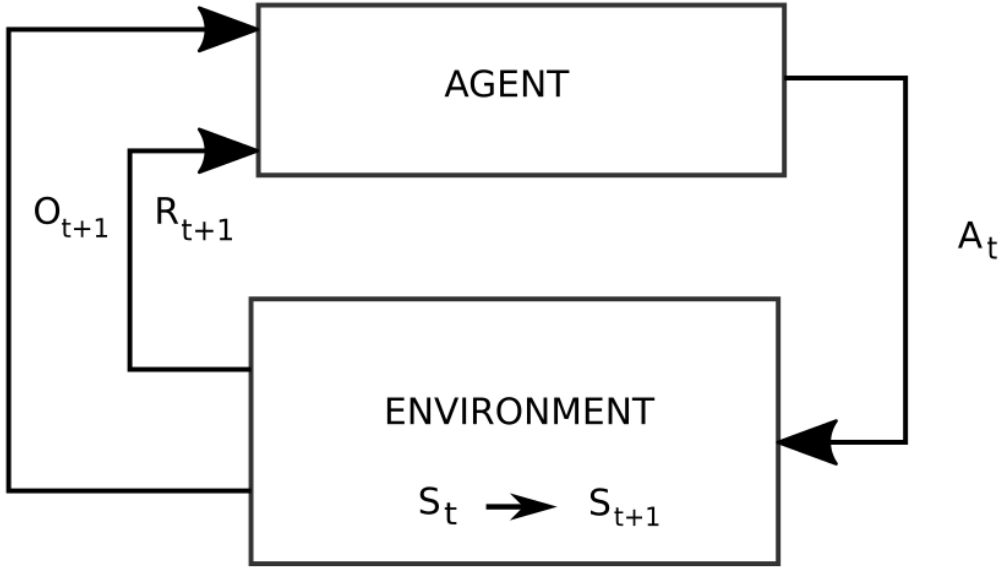 AGENT
O_{t+1}
R_{t+1}
A_t
ENVIRONMENT
S_t → S_{t+1}